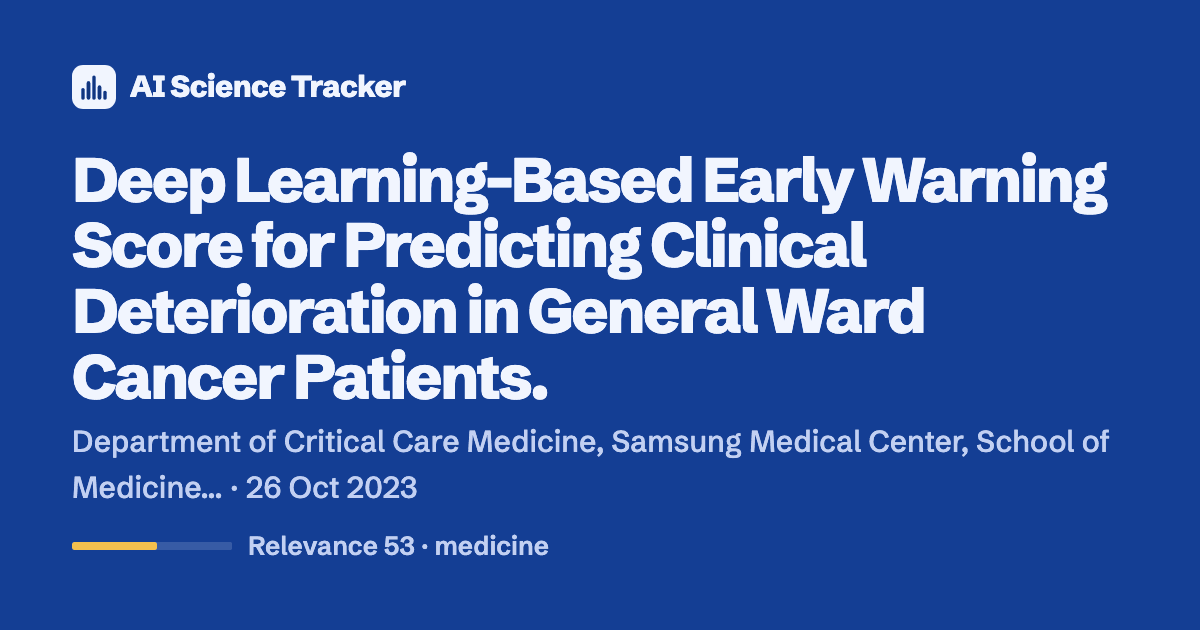 AI Science Tracker
Deep Learning-Based Early Warning
Score for Predicting Clinical
Deterioration in General Ward
Cancer Patients.
Department of Critical Care Medicine, Samsung Medical Center, School of
Medicine... · 26 Oct 2023
Relevance 53 · medicine